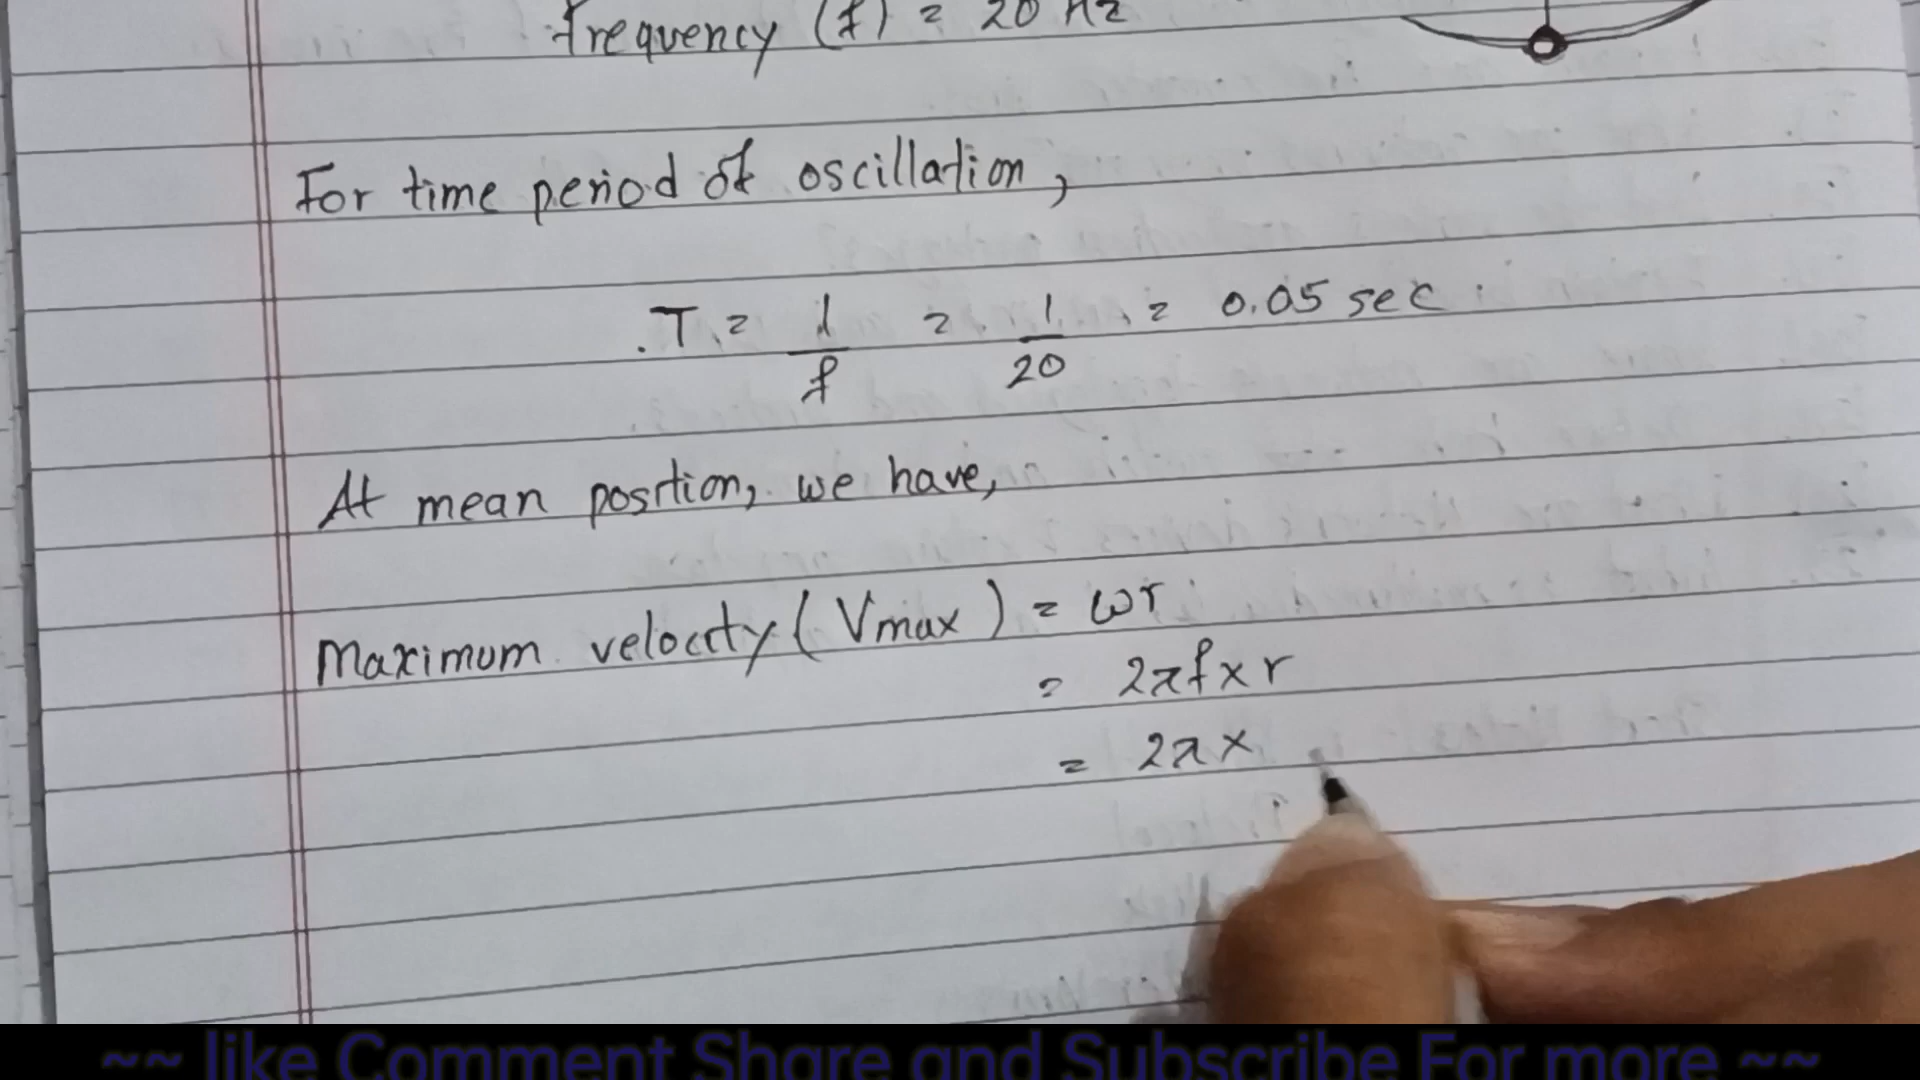 frequency (f) = 20 Hz
For time period of oscillation,
T = 1/f = 1/20 = 0.05 sec.
At mean position, we have,
Maximum velocity (Vmax) = ωr
= 2πf x r
= 2π x
~~ like Comment Share and Subscribe For more ~~